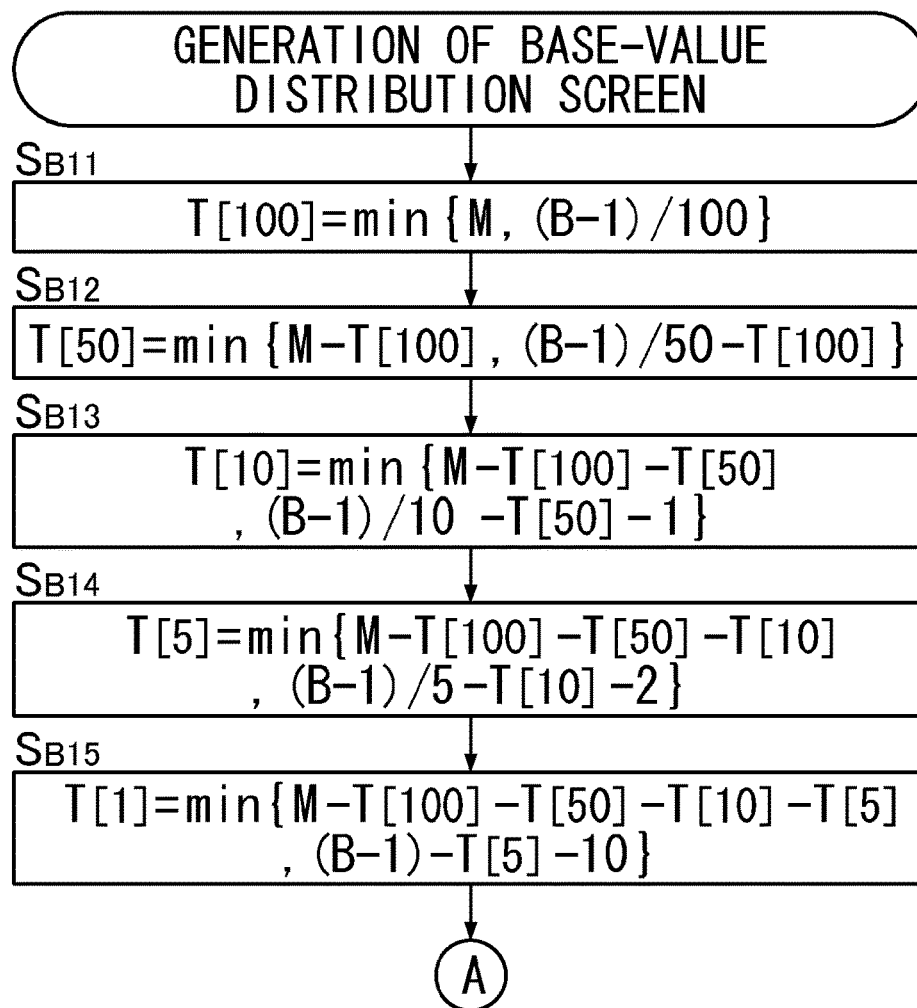 GENERATION OF BASE-VALUE
DISTRIBUTION SCREEN
SB11
T[100]=min{M, (B-1)/100}
SB12
T[50]=min{M-T[100], (B-1)/50-T[100]}
SB13
T[10]=min{M-T[100]-T[50]
, (B-1)/10 -T[50]-1}
SB14
T[5]=min{M-T[100]-T[50]-T[10]
, (B-1)/5-T[10]-2}
SB15
T[1]=min{M-T[100]-T[50]-T[10]-T[5]
, (B-1)-T[5]-10}
A